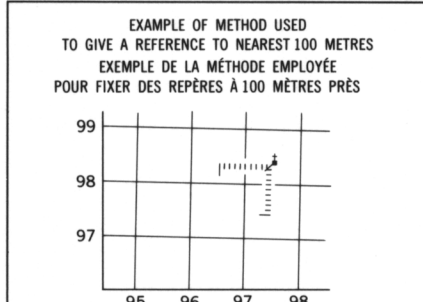 EXAMPLE OF METHOD USED
TO GIVE A REFERENCE TO NEAREST 100 METRES
EXEMPLE DE LA MÉTHODE EMPLOYÉE
POUR FIXER DES REPÈRES À 100 MÈTRES PRÈS
99
98
97
95 96 97 98